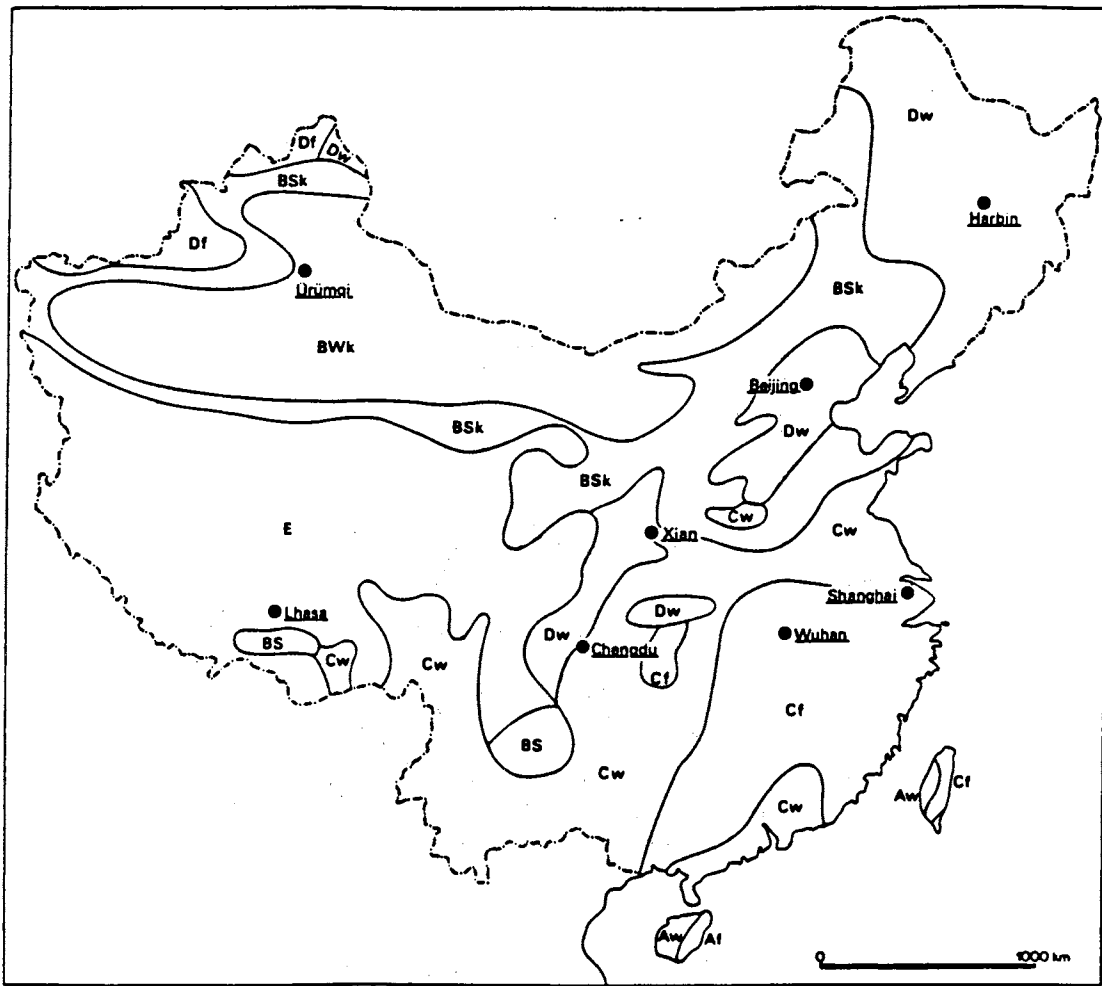 Dw
Df
Dw
BSk
Harbin
Df
Ürümqi
BSk
BWk
Beijing
BSk
Dw
BSk
Cw
Xian
Cw
E
Shanghai
Lhasa
Dw
Wuhan
BS
Dw
Chengdu
Cw
Cw
Cf
Cf
BS
Cw
Cf
Aw
Cw
Aw
Af
0
1000 km